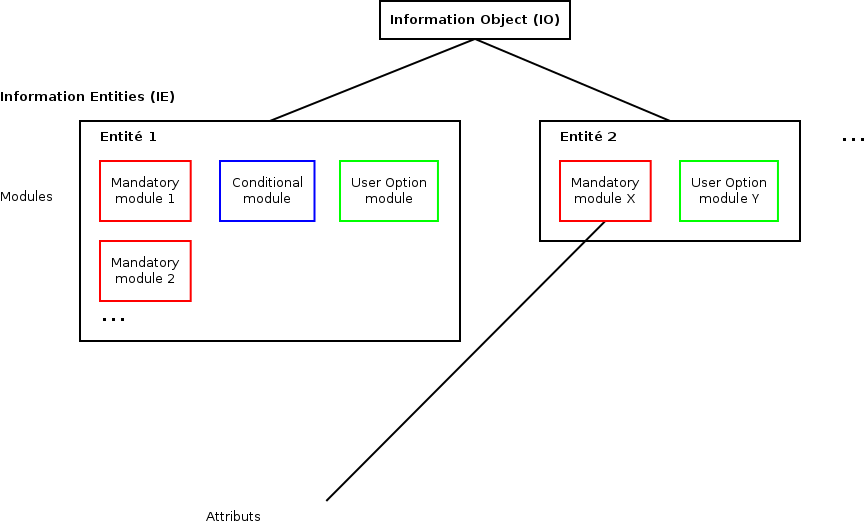 Information Object (IO)
Information Entities (IE)
Entité 1
Entité 2
...
Modules
Mandatory
module 1
Conditional
module
User Option
module
Mandatory
module X
User Option
module Y
Mandatory
module 2
...
Attributs